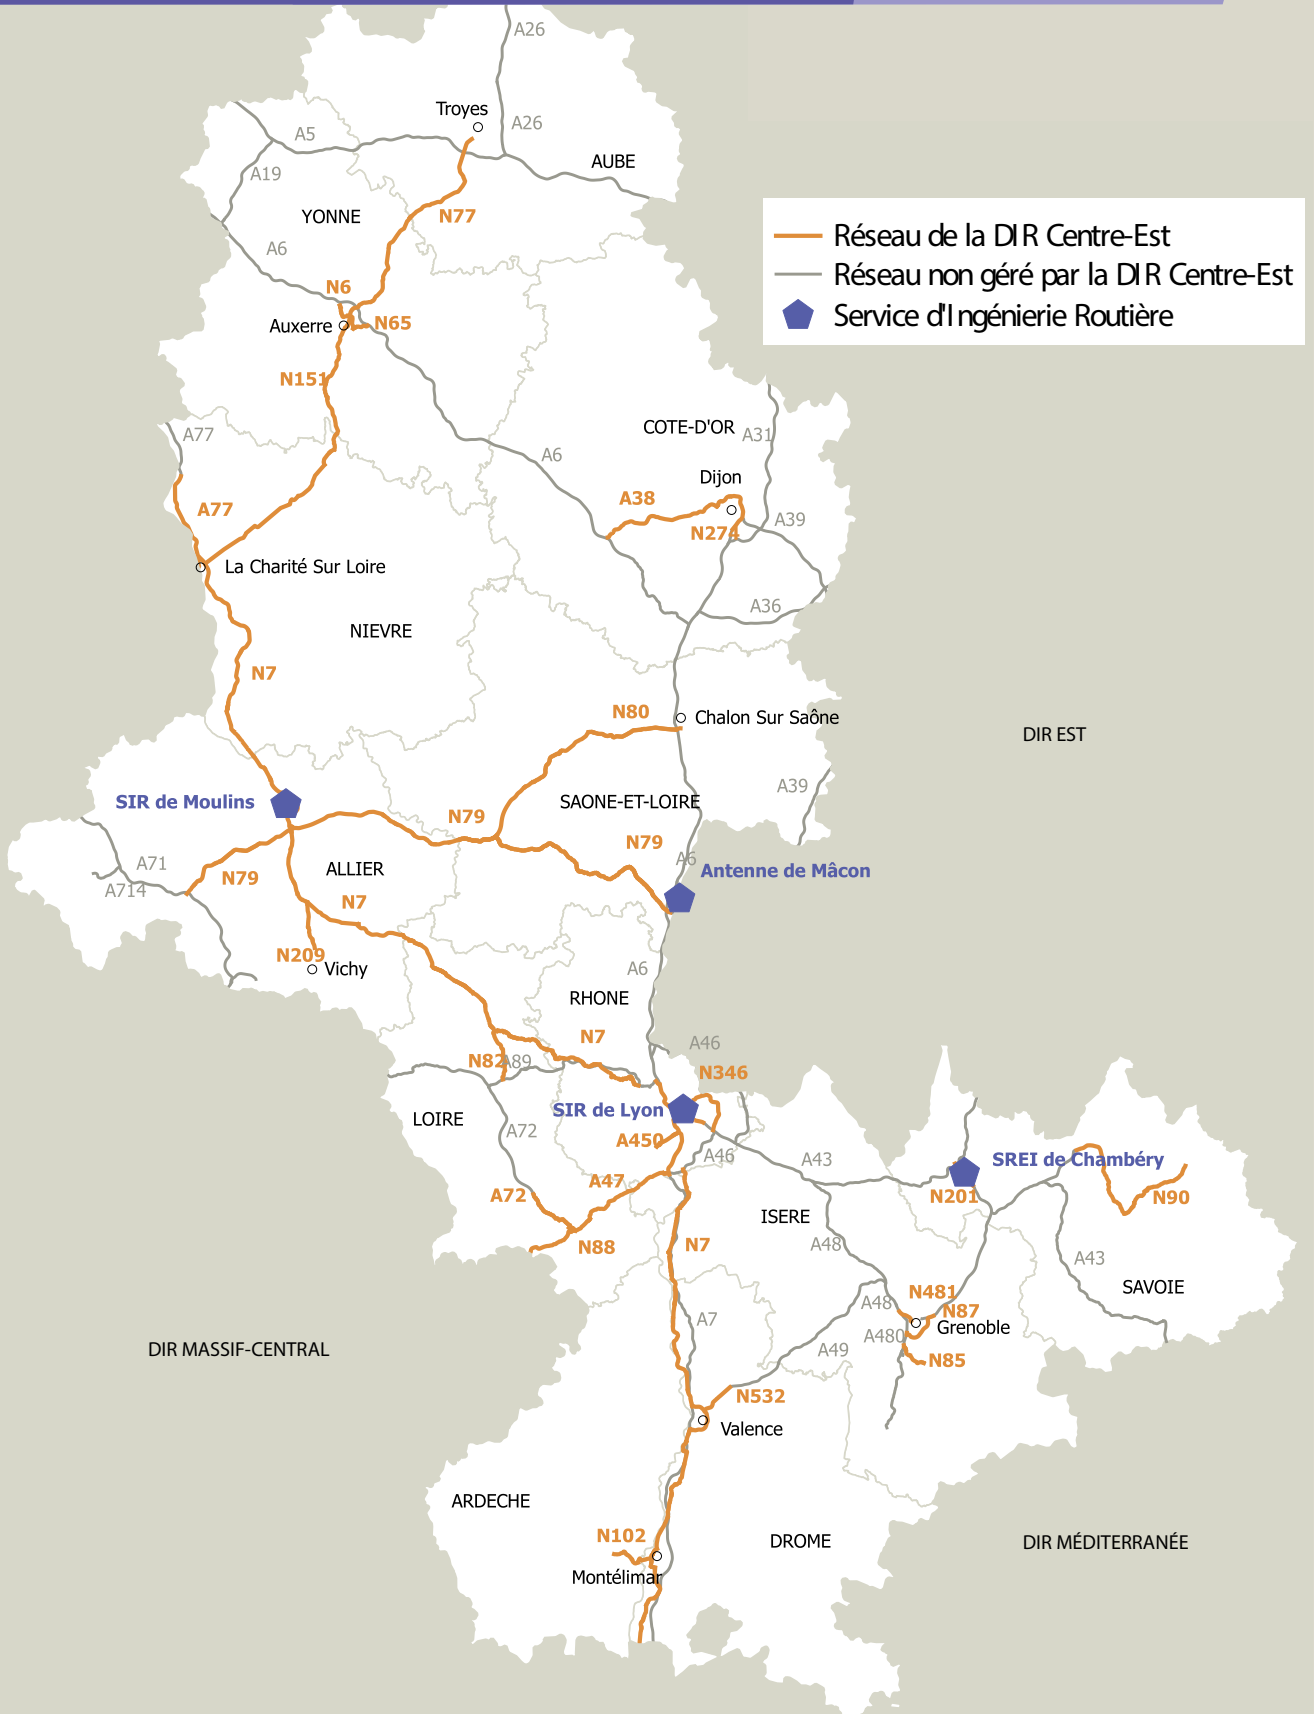 A26
Troyes
A5
A26
AUBE
A19
YONNE
N77
A6
Réseau de la DIR Centre-Est
Réseau non géré par la DIR Centre-Est
Service d'Ingénierie Routière
N6
Auxerre
N65
N151
A77
COTE-D'OR
A31
A6
Dijon
A38
A77
N274
A39
La Charité Sur Loire
A36
NIEVRE
N7
N80
Chalon Sur Saône
DIR EST
A39
SIR de Moulins
SAONE-ET-LOIRE
N79
N79
A6
Antenne de Mâcon
A71
ALLIER
A714
N79
N7
N209
Vichy
A6
RHONE
N7
A46
N82
A89
N346
SIR de Lyon
LOIRE
A72
A450
A46
A43
SREI de Chambéry
A72
A47
N201
N90
ISERE
N88
N7
A48
A43
SAVOIE
N481
A48
N87
A7
Grenoble
A480
DIR MASSIF-CENTRAL
A49
N85
N532
Valence
ARDECHE
N102
DROME
DIR MÉDITERRANÉE
Montélimar